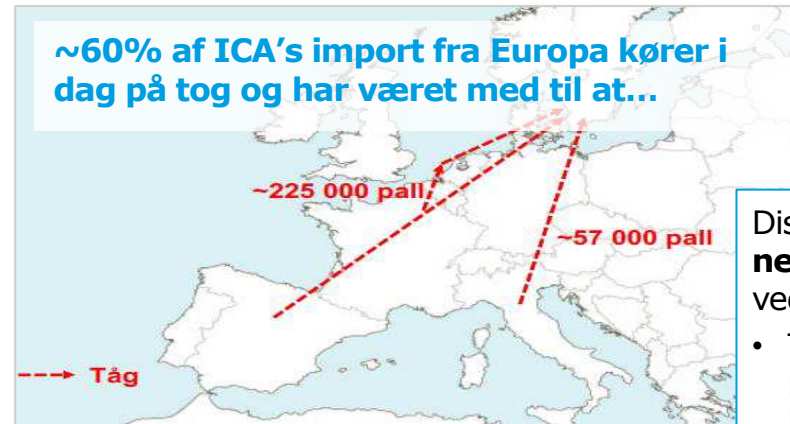 ~60% af ICA's import fra Europa kører i
dag på tog og har været med til at...
~225 000 pall
~57 000 pall
Tåg
Dis
ne
ved
•